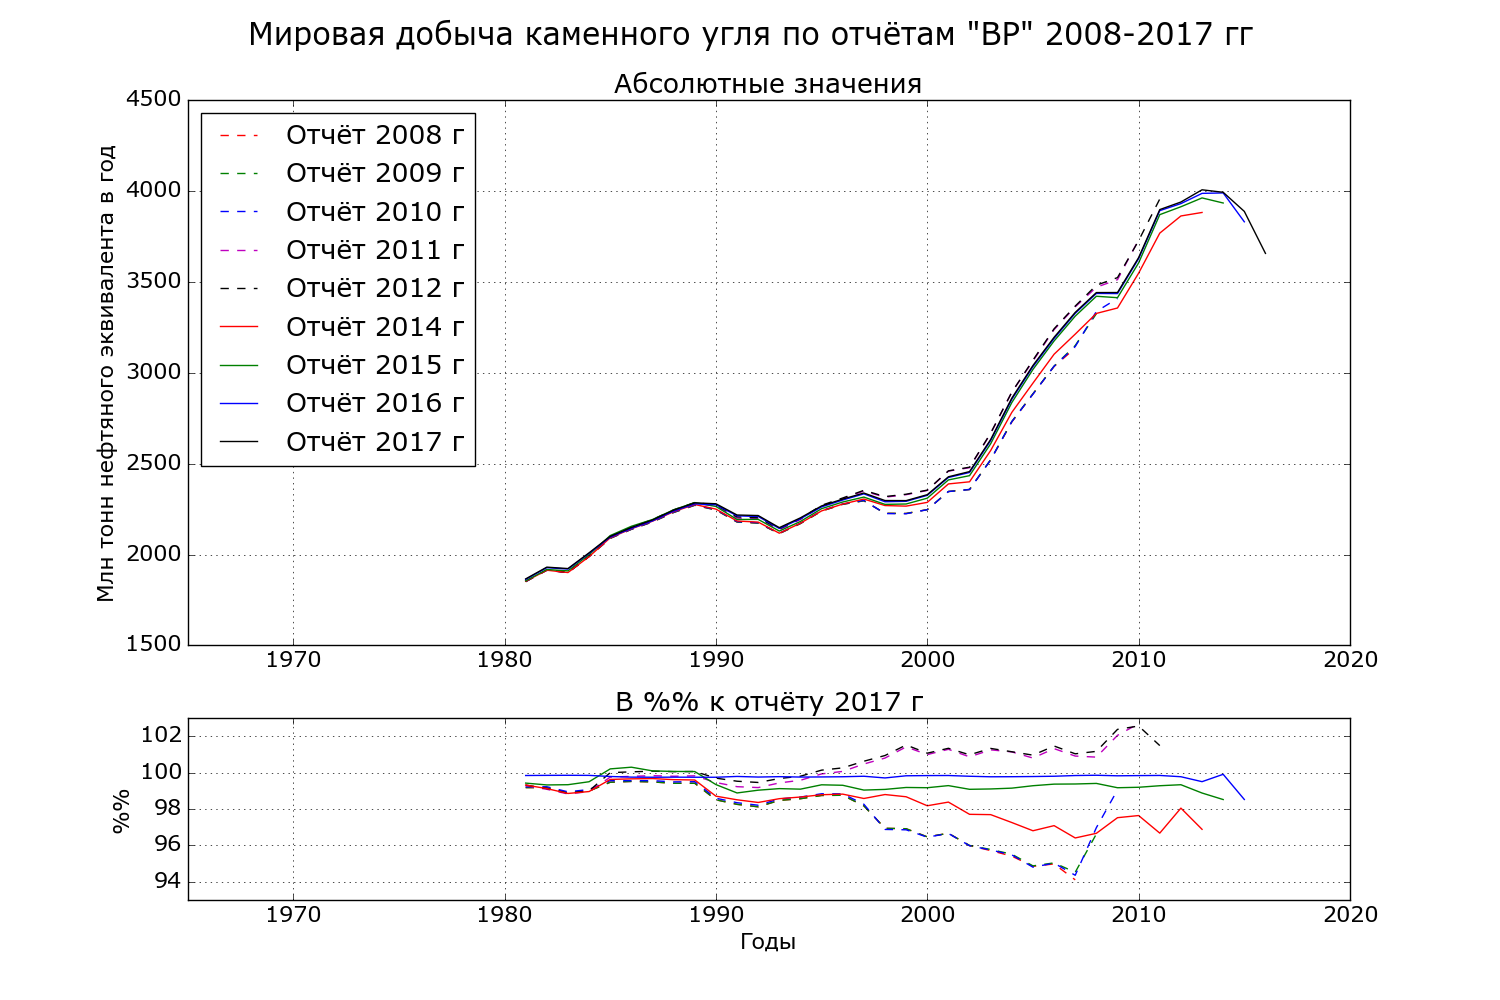 Мировая добыча каменного угля по отчётам "BP" 2008-2017 гг
Абсолютные значения
4500
4000
3500
3000
2500
2000
1500
Млн тонн нефтяного эквивалента в год
Отчёт 2008 г
Отчёт 2009 г
Отчёт 2010 г
Отчёт 2011 г
Отчёт 2012 г
Отчёт 2014 г
Отчёт 2015 г
Отчёт 2016 г
Отчёт 2017 г
1970 1980 1990 2000 2010 2020
В %% к отчёту 2017 г
102
100
98
96
94
%%
1970 1980 1990 2000 2010 2020
Годы